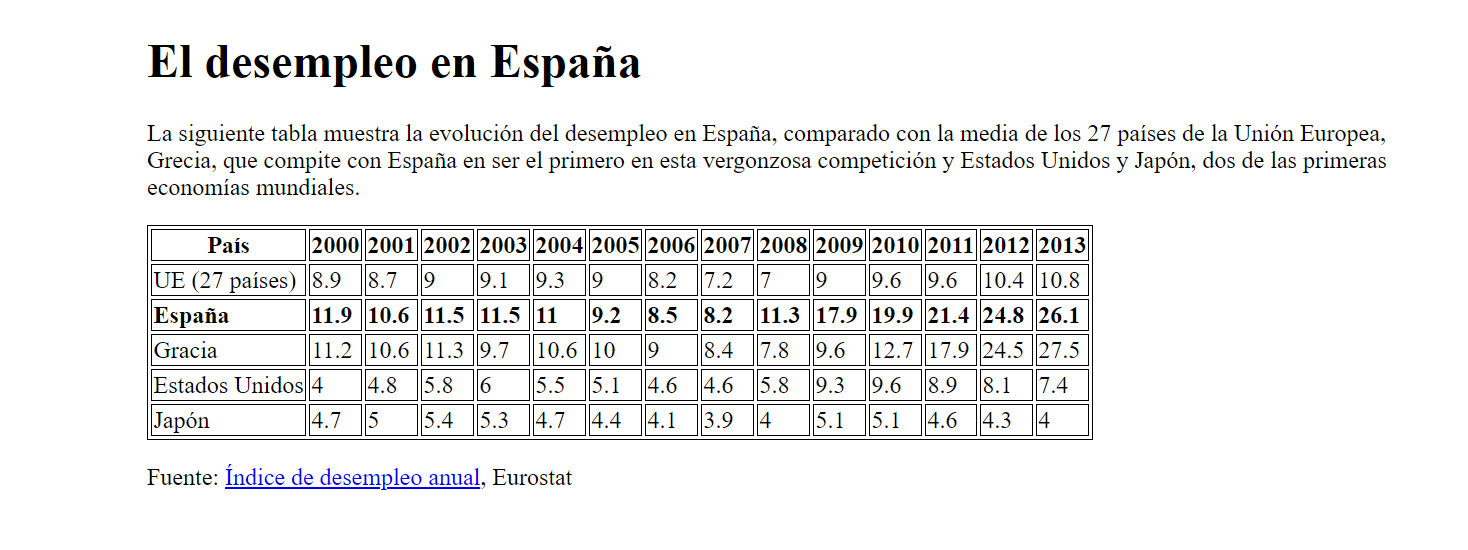 El desempleo en España
La siguiente tabla muestra la evolución del desempleo en España, comparado con la media de los 27 países de la Unión Europea,
Grecia, que compite con España en ser el primero en esta vergonzosa competición y Estados Unidos y Japón, dos de las primeras
economías mundiales.
País 2000 2001 2002 2003 2004 2005 2006 2007 2008 2009 2010 2011 2012 2013
UE (27 países) 8.9 8.7 9 9.1 9.3 9 8.2 7.2 7 9 9.6 9.6 10.4 10.8
España 11.9 10.6 11.5 11.5 11 9.2 8.5 8.2 11.3 17.9 19.9 21.4 24.8 26.1
Gracia 11.2 10.6 11.3 9.7 10.6 10 9 8.4 7.8 9.6 12.7 17.9 24.5 27.5
Estados Unidos 4 4.8 5.8 6 5.5 5.1 4.6 4.6 5.8 9.3 9.6 8.9 8.1 7.4
Japón 4.7 5 5.4 5.3 4.7 4.4 4.1 3.9 4 5.1 5.1 4.6 4.3 4
Fuente: Índice de desempleo anual, Eurostat